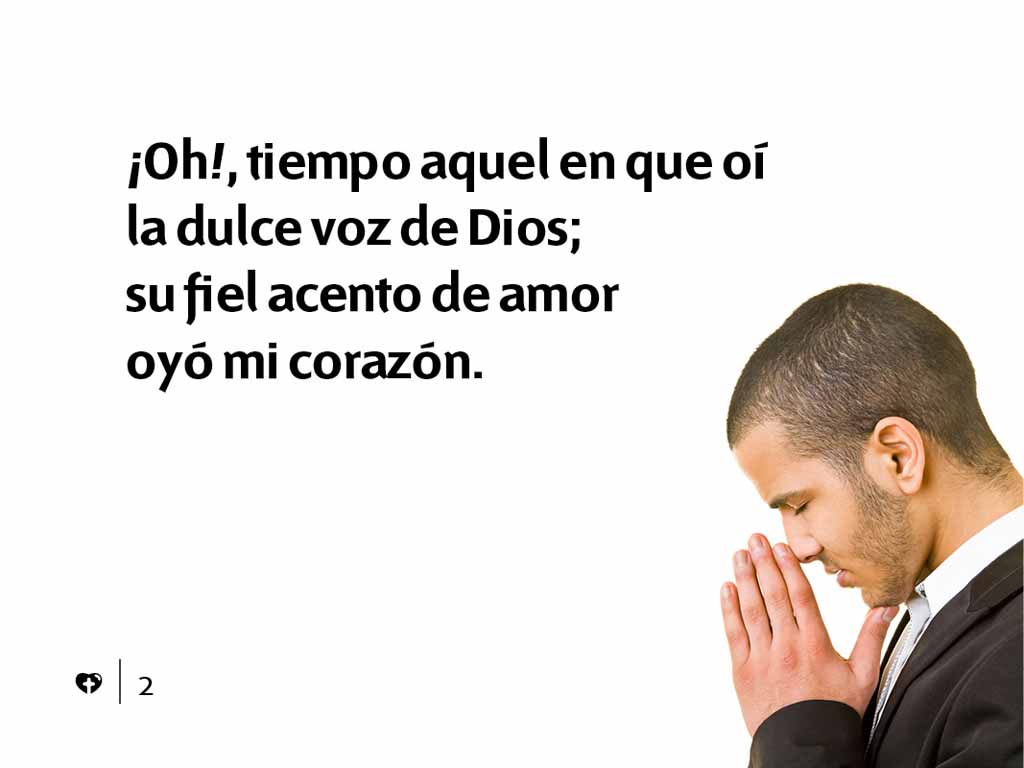 ¡Oh!, tiempo aquel en que oí
la dulce voz de Dios;
su fiel acento de amor
oyó mi corazón.
2